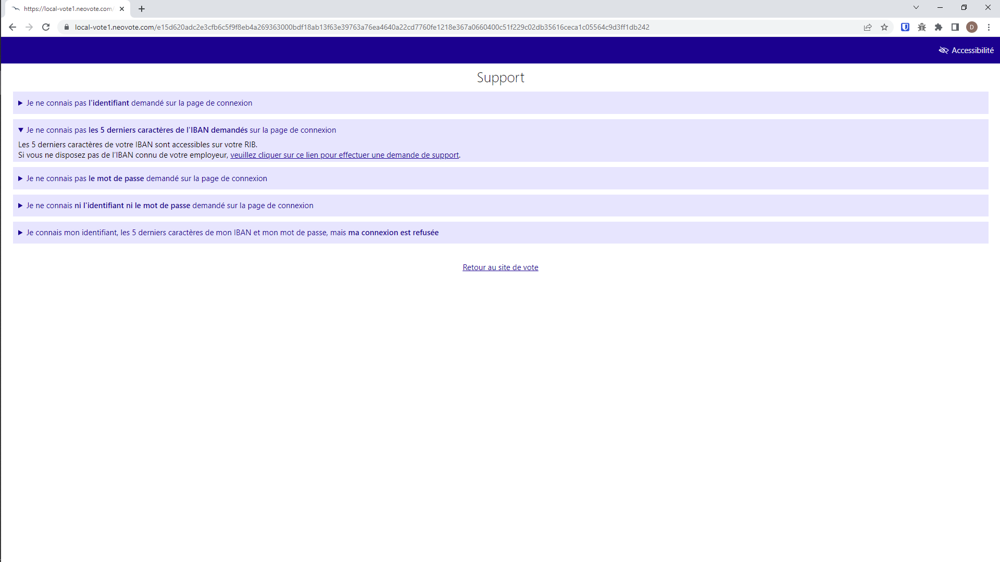 https://local-vote1.neovote.com/
local-vote1.neovote.com/e15d620adc2e3cfb6c5f9f8eb4a269363000bdf18ab13f63e39763a76ea4640a22cd7760fe1218e367a0660400c51f229c02db35616ceca1c05564c9d3ff1db242
D
Accessibilité
Support
Je ne connais pas l'identifiant demandé sur la page de connexion
Je ne connais pas les 5 derniers caractères de l'IBAN demandés sur la page de connexion
Les 5 derniers caractères de votre IBAN sont accessibles sur votre RIB.
Si vous ne disposez pas de l'IBAN connu de votre employeur, veuillez cliquer sur ce lien pour effectuer une demande de support.
Je ne connais pas le mot de passe demandé sur la page de connexion
Je ne connais ni l'identifiant ni le mot de passe demandé sur la page de connexion
Je connais mon identifiant, les 5 derniers caractères de mon IBAN et mon mot de passe, mais ma connexion est refusée
Retour au site de vote